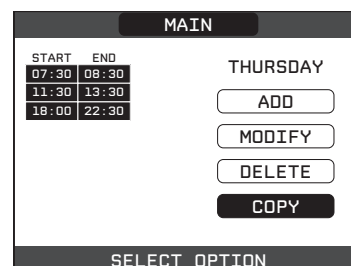 MAIN
START END
07:30 08:30
11:30 13:30
18:00 22:30
THURSDAY
ADD
MODIFY
DELETE
COPY
SELECT OPTION